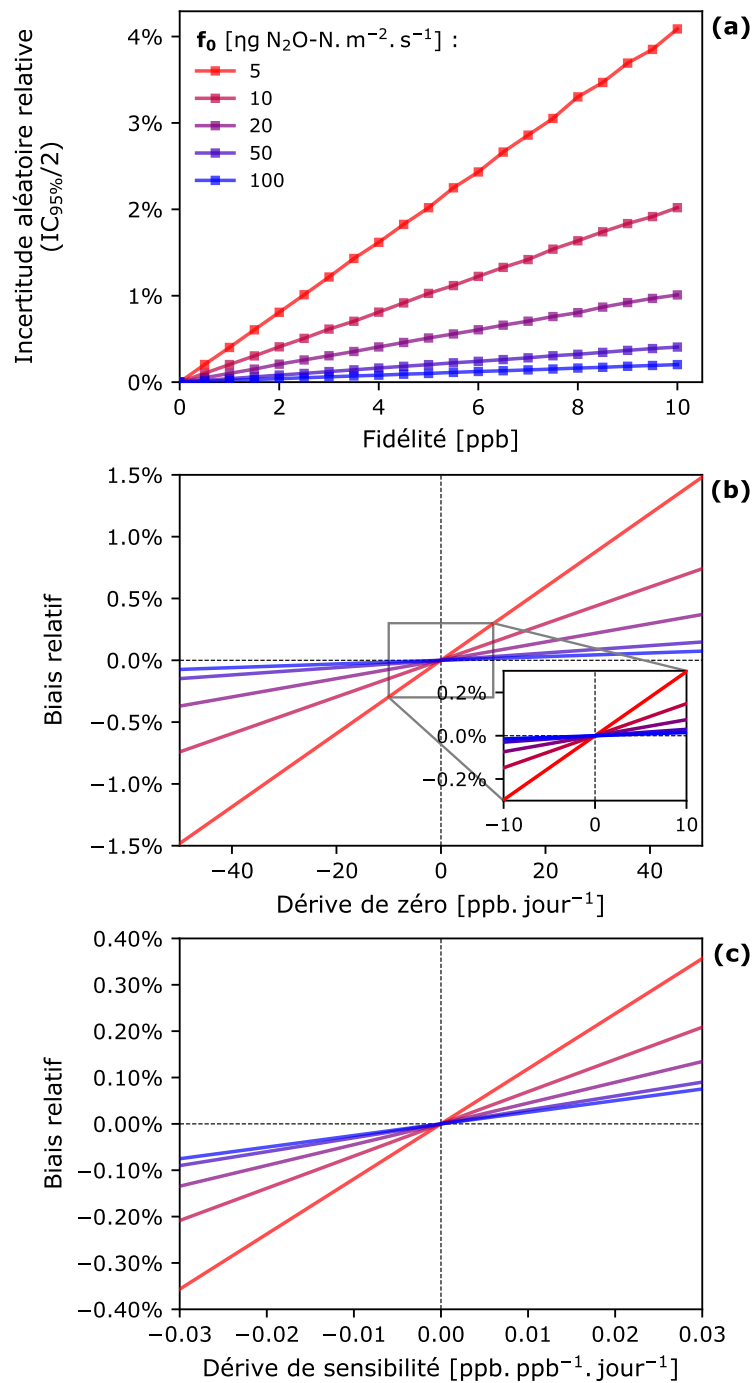 (a)
f₀ [ηg N₂O-N. m⁻². s⁻¹] :
5
10
20
50
100
4%
3%
2%
1%
0%
Incertitude aléatoire relative
(IC₉₅%/2)
0 2 4 6 8 10
Fidélité [ppb]
(b)
1.5%
1.0%
0.5%
0.0%
−0.5%
−1.0%
−1.5%
Biais relatif
0.2%
0.0%
−0.2%
−10 0 10
−40 −20 0 20 40
Dérive de zéro [ppb. jour⁻¹]
(c)
0.40%
0.30%
0.20%
0.10%
0.00%
−0.10%
−0.20%
−0.30%
−0.40%
Biais relatif
−0.03 −0.02 −0.01 0.00 0.01 0.02 0.03
Dérive de sensibilité [ppb. ppb⁻¹. jour⁻¹]